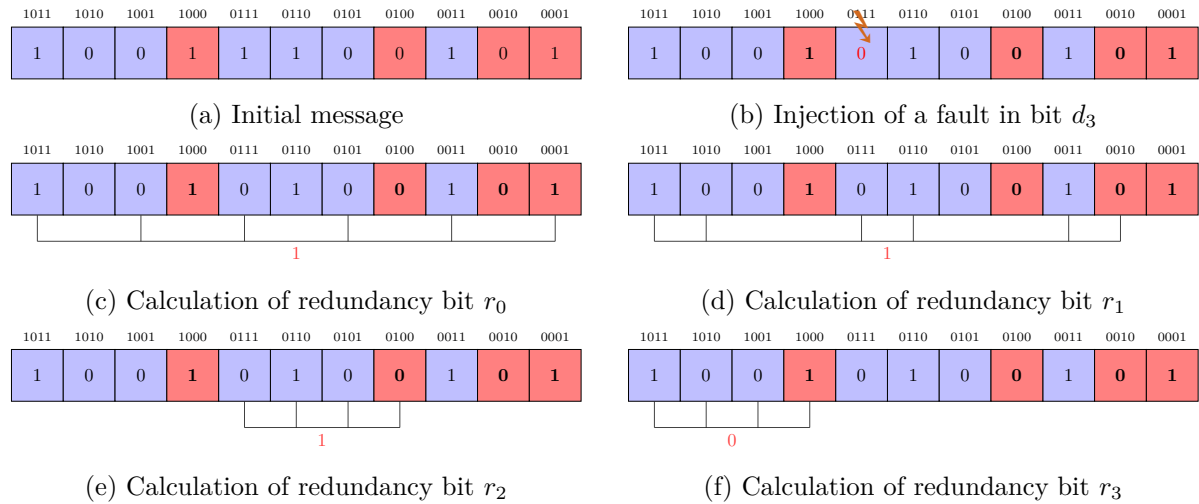 1011 1010 1001 1000 0111 0110 0101 0100 0011 0010 0001
1 0 0 1 1 1 0 0 1 0 1
(a) Initial message
1011 1010 1001 1000 0111 0110 0101 0100 0011 0010 0001
1 0 0 1 0 1 0 0 1 0 1
(b) Injection of a fault in bit d3
1011 1010 1001 1000 0111 0110 0101 0100 0011 0010 0001
1 0 0 1 0 1 0 0 1 0 1
1
(c) Calculation of redundancy bit r0
1011 1010 1001 1000 0111 0110 0101 0100 0011 0010 0001
1 0 0 1 0 1 0 0 1 0 1
1
(d) Calculation of redundancy bit r1
1011 1010 1001 1000 0111 0110 0101 0100 0011 0010 0001
1 0 0 1 0 1 0 0 1 0 1
1
(e) Calculation of redundancy bit r2
1011 1010 1001 1000 0111 0110 0101 0100 0011 0010 0001
1 0 0 1 0 1 0 0 1 0 1
0
(f) Calculation of redundancy bit r3